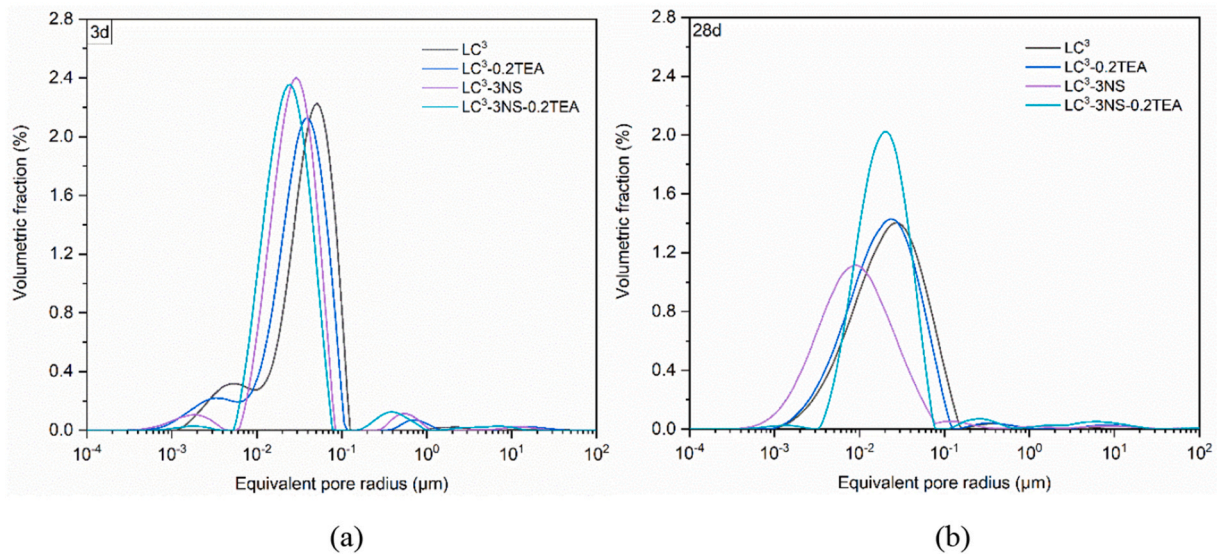 3d
LC³
LC³-0.2TEA
LC³-3NS
LC³-3NS-0.2TEA
Volumetric fraction (%)
2.8
2.4
2.0
1.6
1.2
0.8
0.4
0.0
10⁻⁴ 10⁻³ 10⁻² 10⁻¹ 10⁰ 10¹ 10²
Equivalent pore radius (μm)
(a)
28d
LC³
LC³-0.2TEA
LC³-3NS
LC³-3NS-0.2TEA
Volumetric fraction (%)
2.8
2.4
2.0
1.6
1.2
0.8
0.4
0.0
10⁻⁴ 10⁻³ 10⁻² 10⁻¹ 10⁰ 10¹ 10²
Equivalent pore radius (μm)
(b)